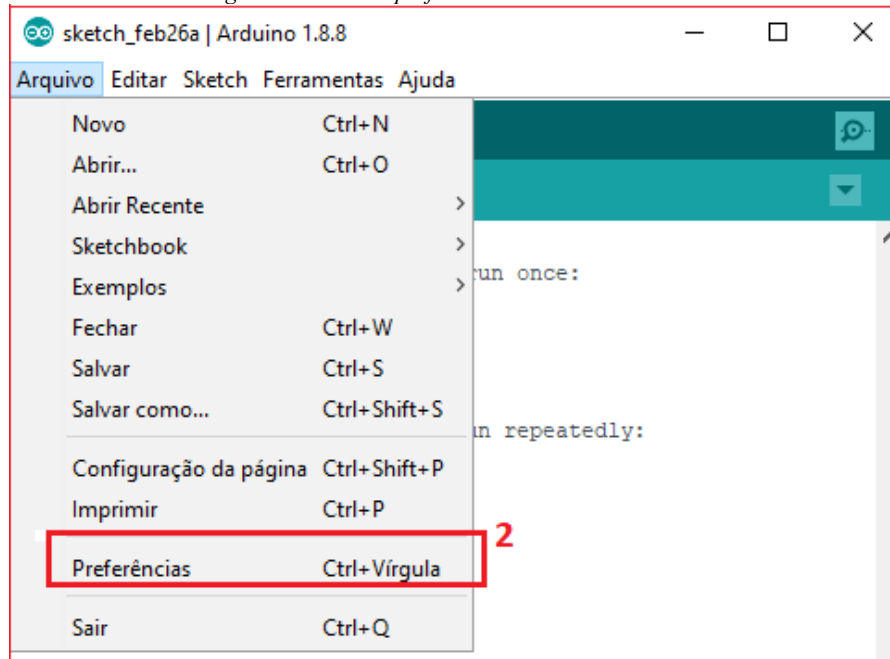 sketch_feb26a | Arduino 1.8.8
Arquivo Editar Sketch Ferramentas Ajuda
Novo Ctrl+N
Abrir... Ctrl+O
Abrir Recente
Sketchbook
Exemplos
run once:
Fechar Ctrl+W
Salvar Ctrl+S
Salvar como... Ctrl+Shift+S
un repeatedly:
Configuração da página Ctrl+Shift+P
Imprimir Ctrl+P
2
Preferências Ctrl+Vírgula
Sair Ctrl+Q